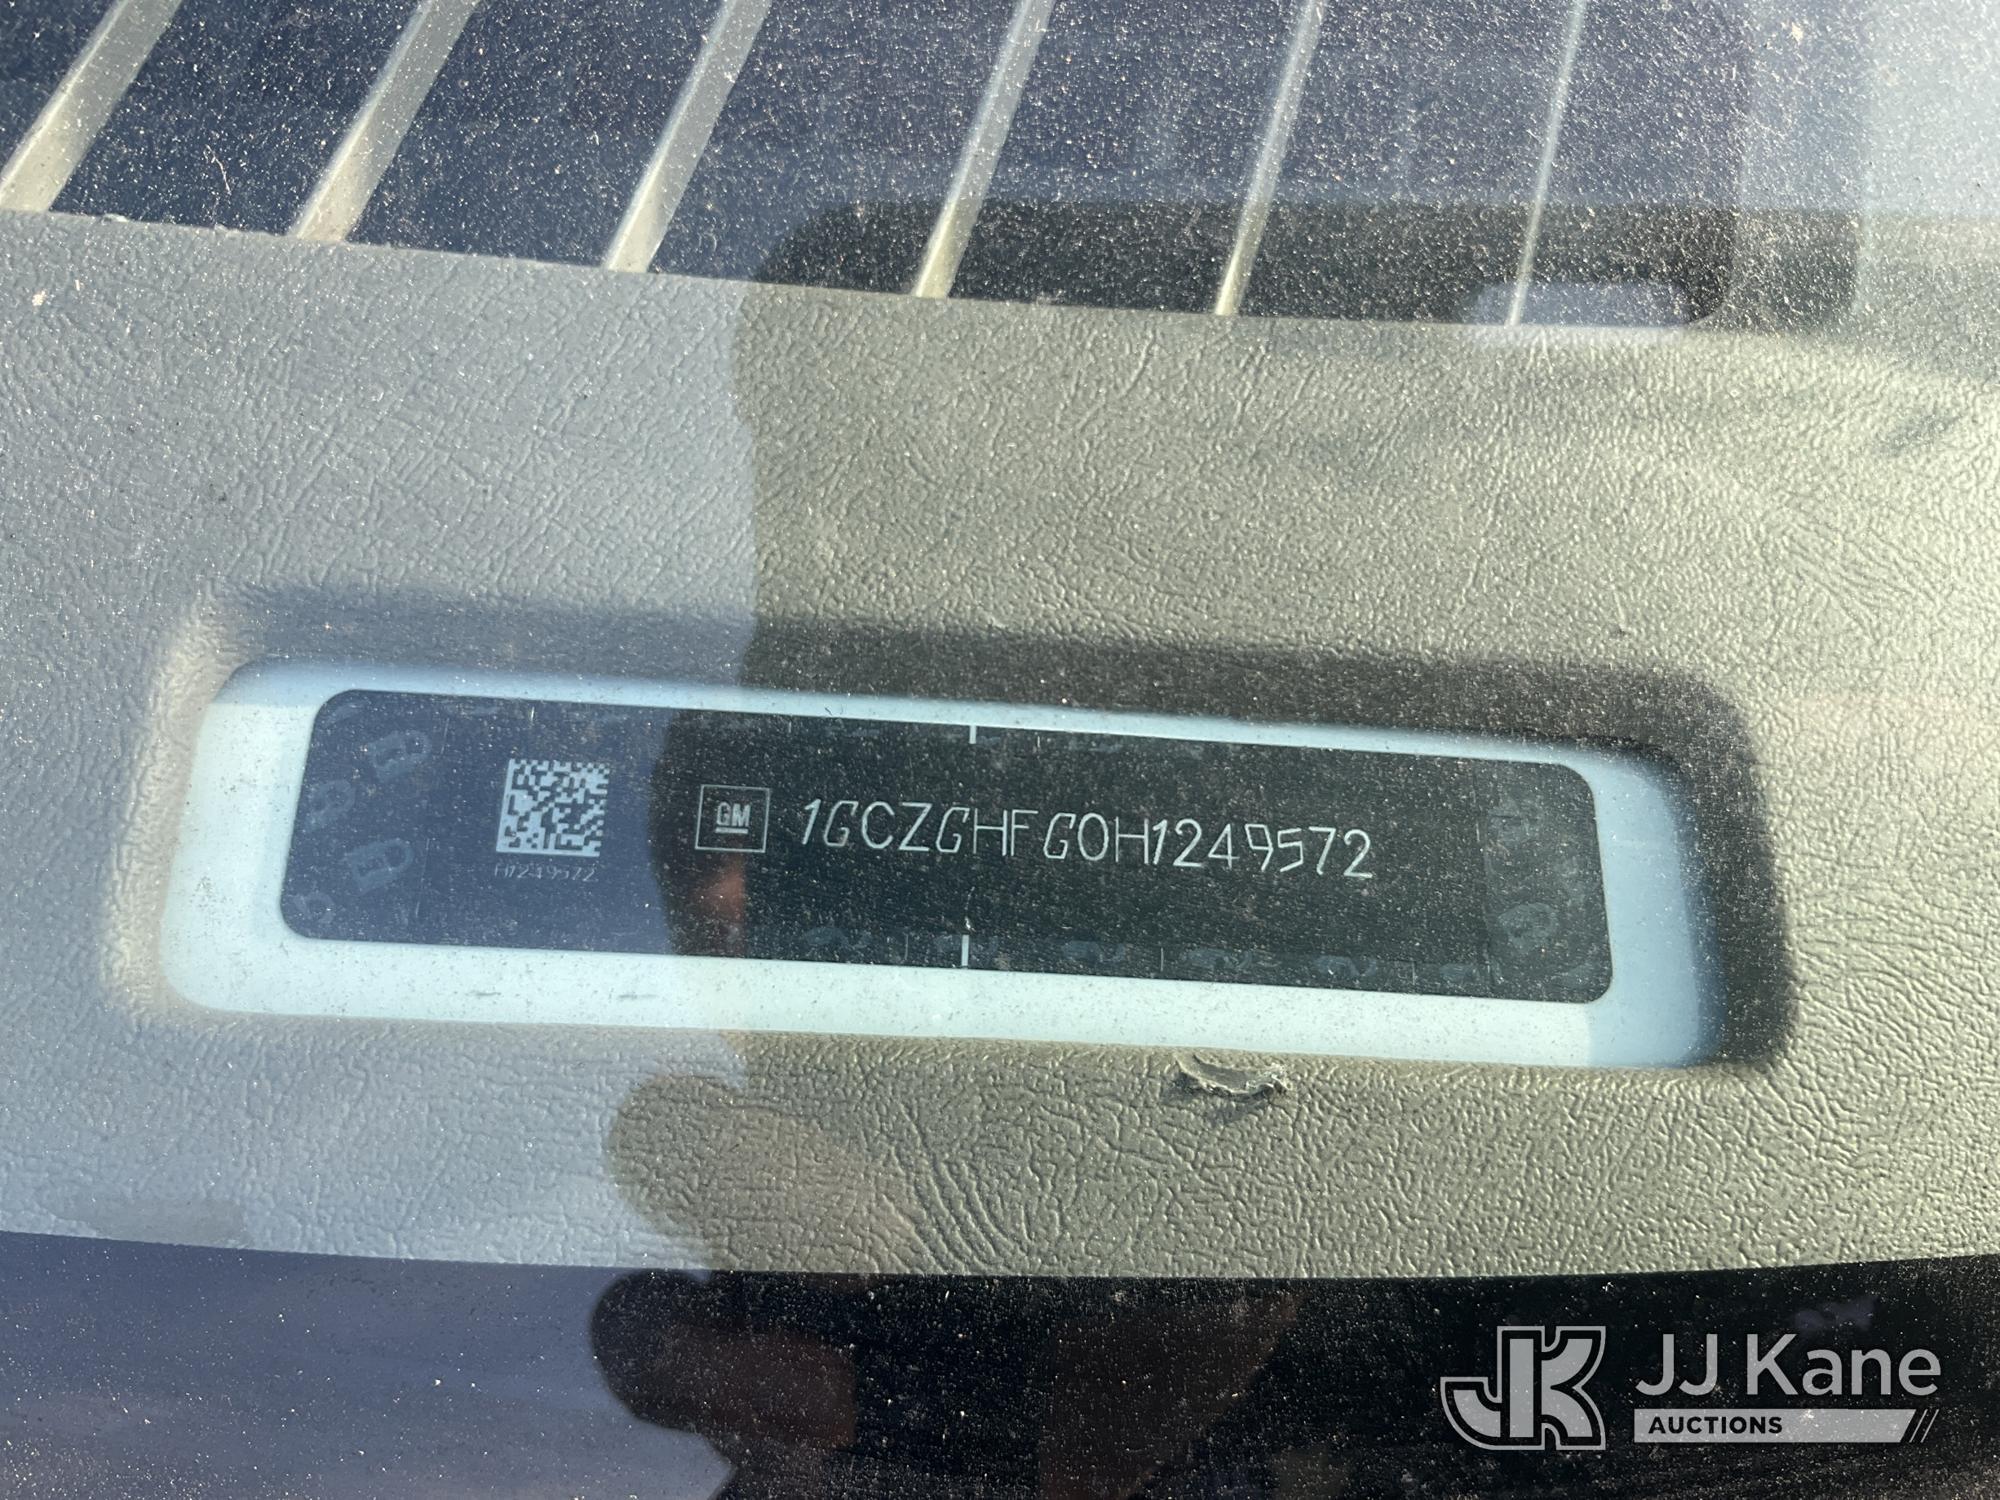 GM 1GCZGHFG0H1249572
H1249572
JJ Kane
AUCTIONS